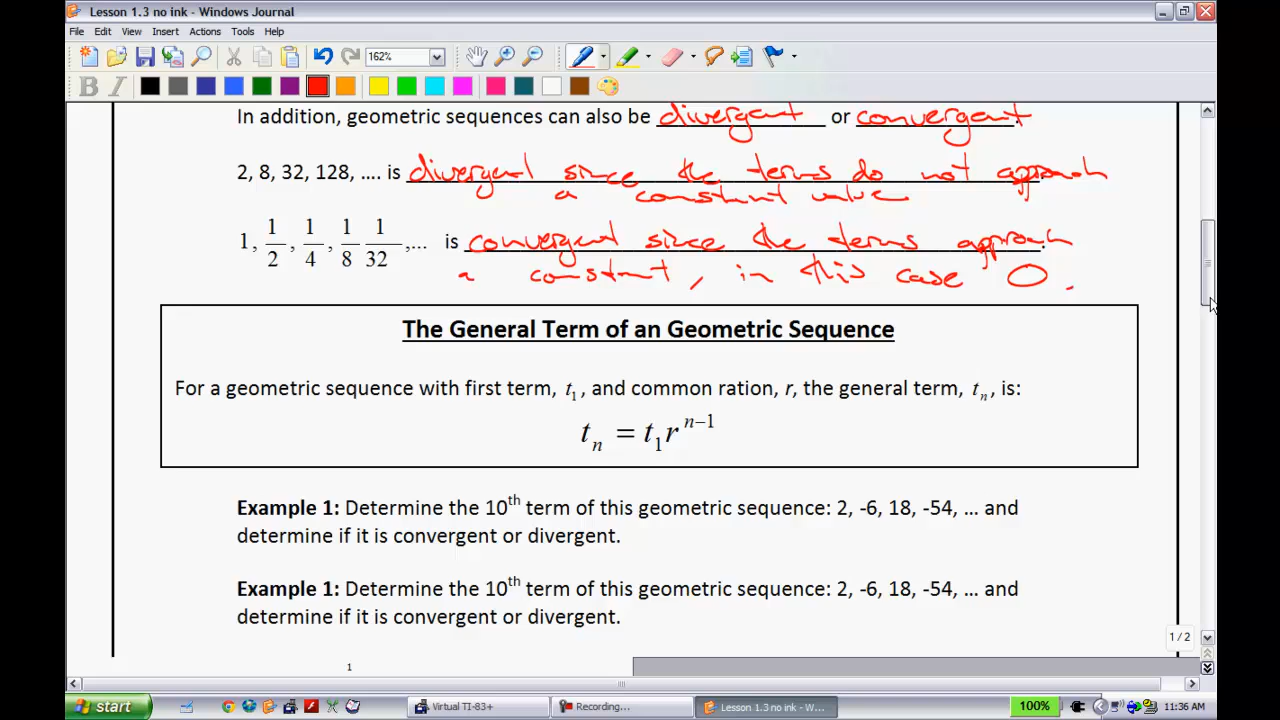 Lesson 1.3 no ink - Windows Journal
File Edit View Insert Actions Tools Help
162%
B I
In addition, geometric sequences can also be divergent or convergent.
2, 8, 32, 128, .... is divergent since the terms do not approach
a constant value
1, 1/2, 1/4, 1/8 1/32 ,... is convergent since the terms approach
a constant, in this case 0.
The General Term of an Geometric Sequence
For a geometric sequence with first term, t₁, and common ration, r, the general term, tₙ, is:
tₙ = t₁rⁿ⁻¹
Example 1: Determine the 10th term of this geometric sequence: 2, -6, 18, -54, ... and
determine if it is convergent or divergent.
Example 1: Determine the 10th term of this geometric sequence: 2, -6, 18, -54, ... and
determine if it is convergent or divergent.
1 / 2
1
start Virtual TI-83+ Recording... Lesson 1.3 no ink - W... 100% 11:36 AM